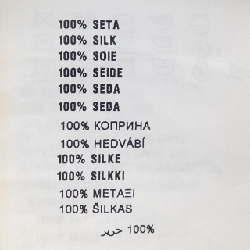 100% SETA
100% SILK
100% SOIE
100% SEIDE
100% SEDA
100% SEDA
100% КОПРИНА
100% HEDVÁBÍ
100% SILKE
100% SILKKI
100% ΜΕΤΑΞΙ
100% ŠILKAS
100% حرير